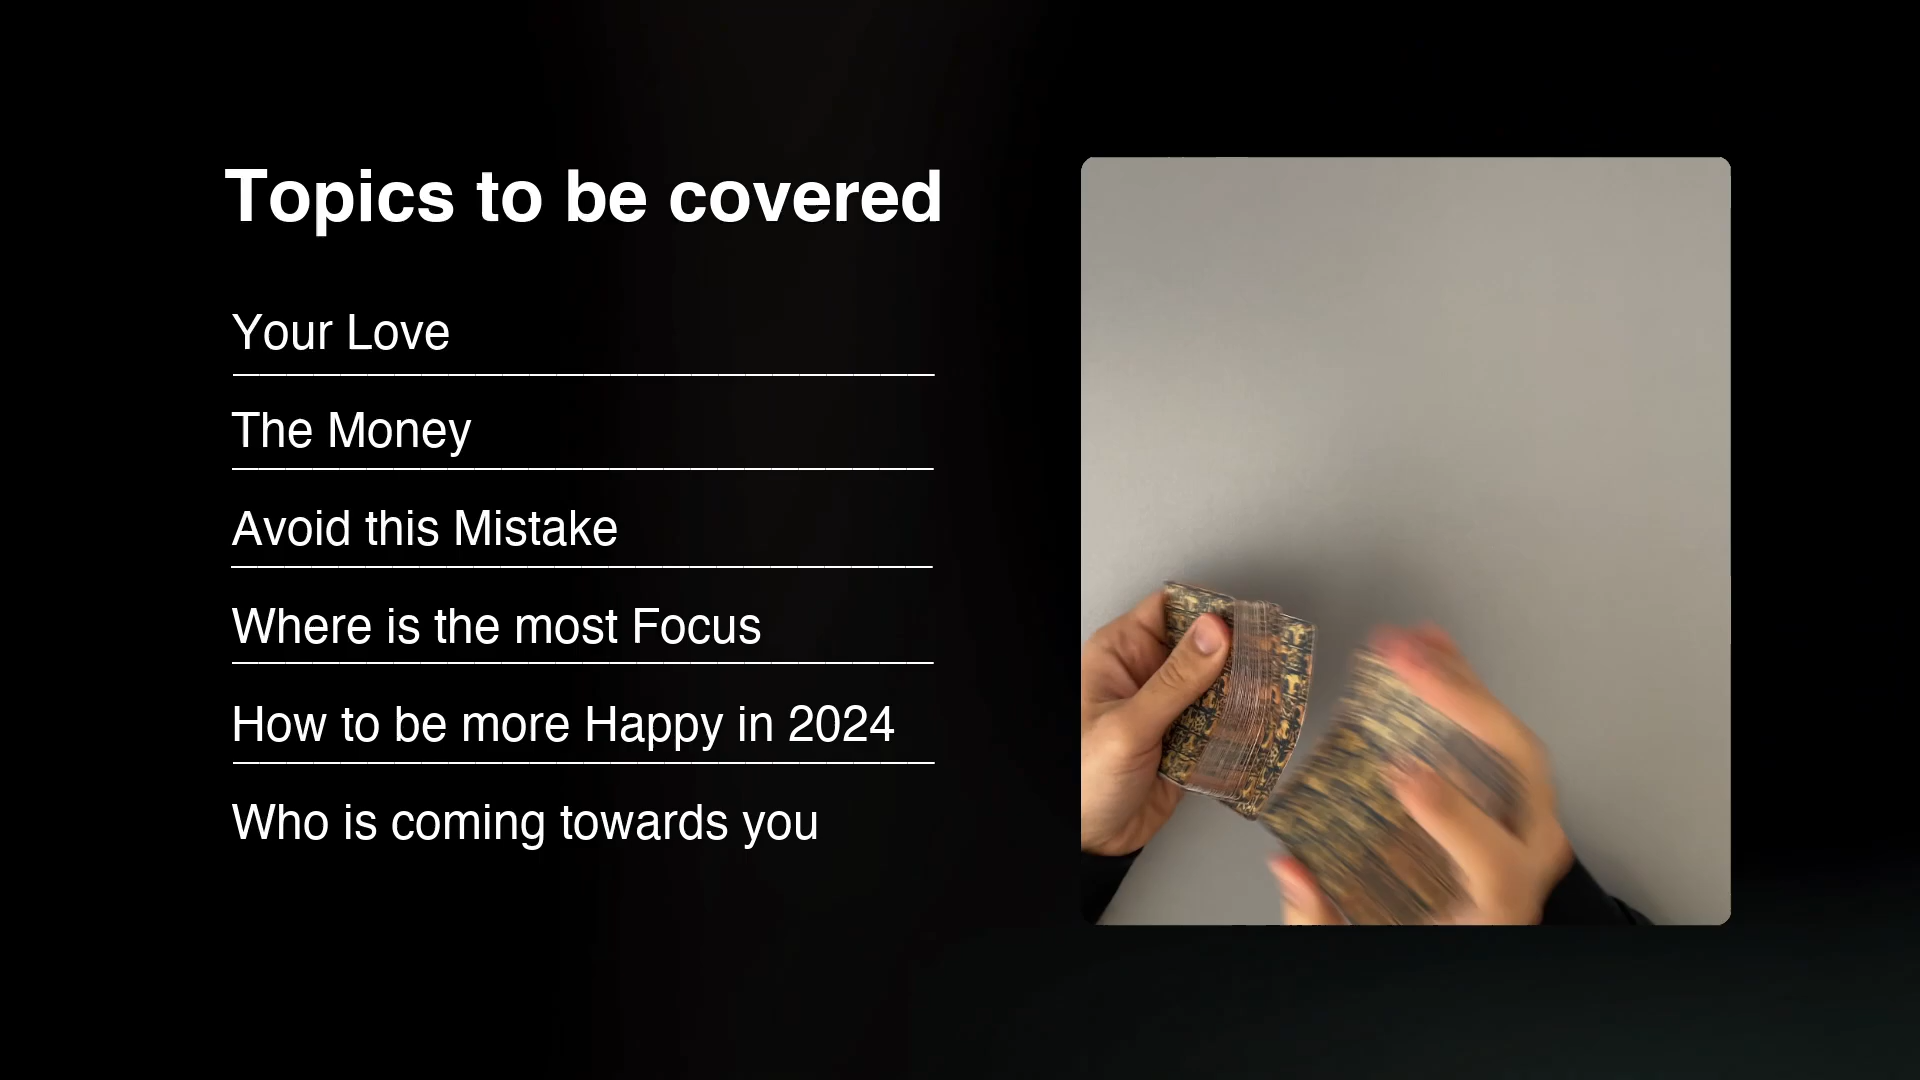 Topics to be covered
Your Love
The Money
Avoid this Mistake
Where is the most Focus
How to be more Happy in 2024
Who is coming towards you